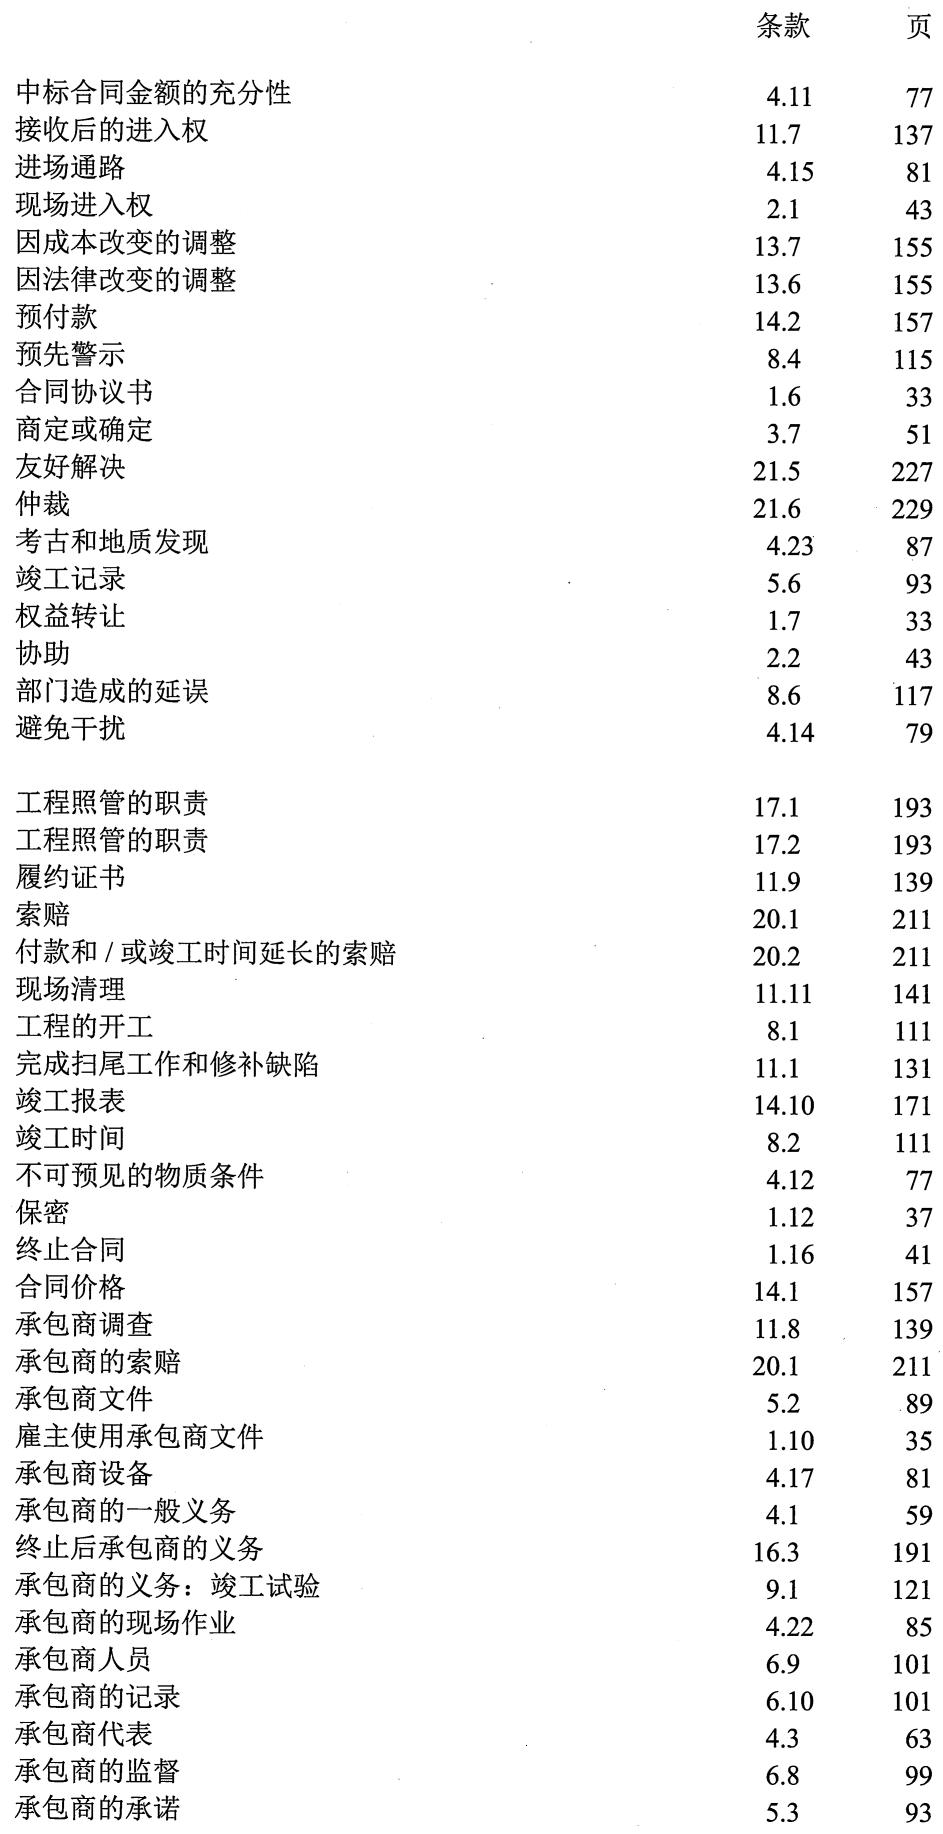 条款 页
中标合同金额的充分性 4.11 77
接收后的进入权 11.7 137
进场通路 4.15 81
现场进入权 2.1 43
因成本改变的调整 13.7 155
因法律改变的调整 13.6 155
预付款 14.2 157
预先警示 8.4 115
合同协议书 1.6 33
商定或确定 3.7 51
友好解决 21.5 227
仲裁 21.6 229
考古和地质发现 4.23 87
竣工记录 5.6 93
权益转让 1.7 33
协助 2.2 43
部门造成的延误 8.6 117
避免干扰 4.14 79
工程照管的职责 17.1 193
工程照管的职责 17.2 193
履约证书 11.9 139
索赔 20.1 211
付款和 / 或竣工时间延长的索赔 20.2 211
现场清理 11.11 141
工程的开工 8.1 111
完成扫尾工作和修补缺陷 11.1 131
竣工报表 14.10 171
竣工时间 8.2 111
不可预见的物质条件 4.12 77
保密 1.12 37
终止合同 1.16 41
合同价格 14.1 157
承包商调查 11.8 139
承包商的索赔 20.1 211
承包商文件 5.2 89
雇主使用承包商文件 1.10 35
承包商设备 4.17 81
承包商的一般义务 4.1 59
终止后承包商的义务 16.3 191
承包商的义务：竣工试验 9.1 121
承包商的现场作业 4.22 85
承包商人员 6.9 101
承包商的记录 6.10 101
承包商代表 4.3 63
承包商的监督 6.8 99
承包商的承诺 5.3 93